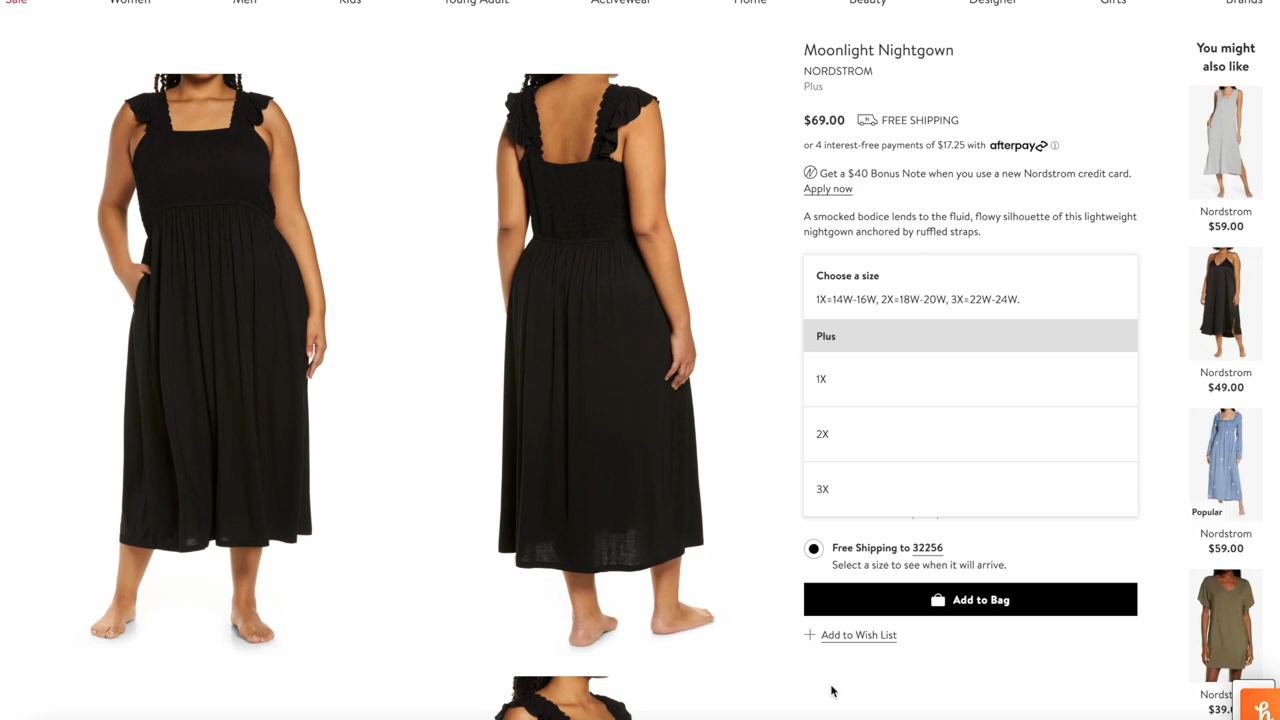 Sale Women Men Kids Young Adult Activewear Home Beauty Designer Gifts Brands
Moonlight Nightgown
NORDSTROM
Plus
$69.00 FREE SHIPPING
or 4 interest-free payments of $17.25 with afterpay
Get a $40 Bonus Note when you use a new Nordstrom credit card.
Apply now
A smocked bodice lends to the fluid, flowy silhouette of this lightweight
nightgown anchored by ruffled straps.
Choose a size
1X=14W-16W, 2X=18W-20W, 3X=22W-24W.
Plus
1X
2X
3X
Free Shipping to 32256
Select a size to see when it will arrive.
Add to Bag
Add to Wish List
You might
also like
Nordstrom
$59.00
Nordstrom
$49.00
Popular
Nordstrom
$59.00